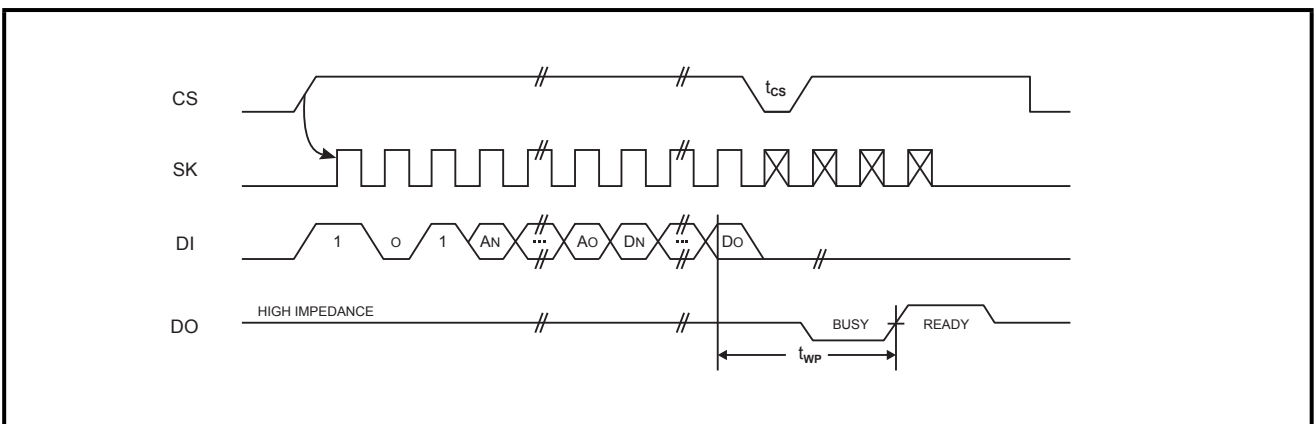 CS
tCS
SK
DI
1 O 1 AN ... AO DN ... DO
DO
HIGH IMPEDANCE
BUSY
READY
tWP